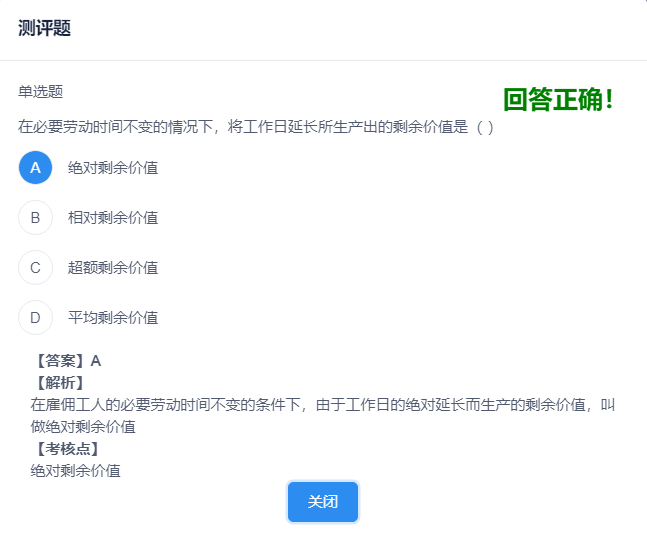 测评题
单选题
回答正确！
在必要劳动时间不变的情况下，将工作日延长所生产出的剩余价值是（ ）
A 绝对剩余价值
B 相对剩余价值
C 超额剩余价值
D 平均剩余价值
【答案】A
【解析】
在雇佣工人的必要劳动时间不变的条件下，由于工作日的绝对延长而生产的剩余价值，叫
做绝对剩余价值
【考核点】
绝对剩余价值
关闭